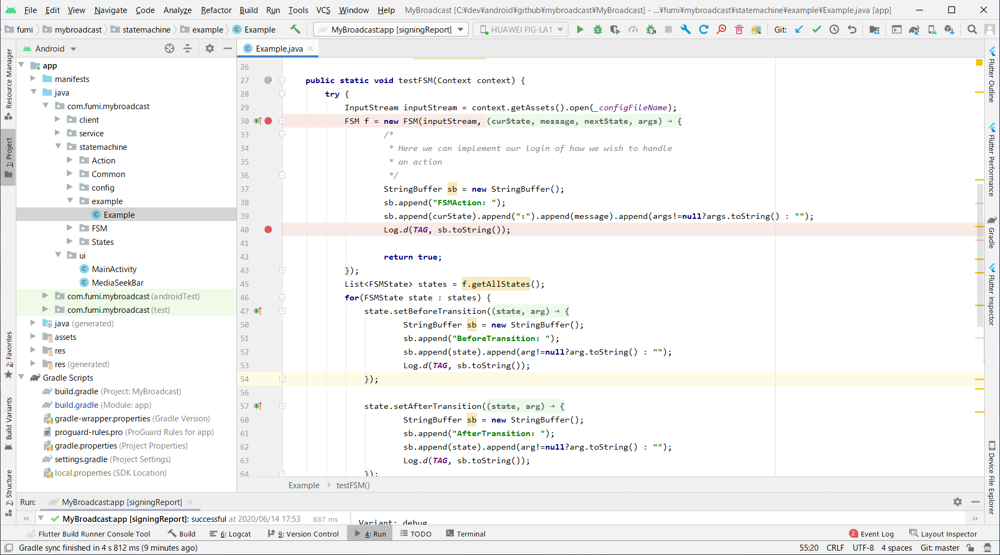 File Edit View Navigate Code Analyze Refactor Build Run Tools VCS Window Help MyBroadcast [C:¥dev¥android¥github¥mybroadcast¥MyBroadcast] - ...¥fumi¥mybroadcast¥statemachine¥example¥Example.java [app]
fumi mybroadcast statemachine example Example MyBroadcast:app [signingReport] HUAWEI FIG-LA1 Git:
Android
Example.java
app
manifests
java
com.fumi.mybroadcast
client
service
statemachine
Action
Common
config
example
Example
FSM
States
ui
MainActivity
MediaSeekBar
com.fumi.mybroadcast (androidTest)
com.fumi.mybroadcast (test)
java (generated)
assets
res
res (generated)
Gradle Scripts
build.gradle (Project: MyBroadcast)
build.gradle (Module: app)
gradle-wrapper.properties (Gradle Version)
proguard-rules.pro (ProGuard Rules for app)
gradle.properties (Project Properties)
settings.gradle (Project Settings)
local.properties (SDK Location)
Resource Manager
1: Project
2: Favorites
Build Variants
7: Structure
26
27 @ public static void testFSM(Context context) {
28 try {
29 InputStream inputStream = context.getAssets().open(_configFileName);
30 FSM f = new FSM(inputStream, (curState, message, nextState, args) → {
33 /*
34 * Here we can implement our login of how we wish to handle
35 * an action
36 */
37 StringBuffer sb = new StringBuffer();
38 sb.append("FSMAction: ");
39 sb.append(curState).append(":").append(message).append(args!=null?args.toString() : "");
40 Log.d(TAG, sb.toString());
41
42 return true;
43 });
45 List<FSMState> states = f.getAllStates();
46 for(FSMState state : states) {
47 state.setBeforeTransition((state, arg) → {
50 StringBuffer sb = new StringBuffer();
51 sb.append("BeforeTransition: ");
52 sb.append(state).append(arg!=null?arg.toString() : "");
53 Log.d(TAG, sb.toString());
54 });
56
57 state.setAfterTransition((state, arg) → {
60 StringBuffer sb = new StringBuffer();
61 sb.append("AfterTransition: ");
62 sb.append(state).append(arg!=null?arg.toString() : "");
63 Log.d(TAG, sb.toString());
64 });
Example testFSM()
Flutter Outline
Flutter Performance
Gradle
Flutter Inspector
Device File Explorer
Run: MyBroadcast:app [signingReport]
MyBroadcast:app [signingReport]: successful at 2020/06/14 17:53 887 ms
Variant: debug
Flutter Build Runner Console Tool Build 6: Logcat 9: Version Control 4: Run TODO Terminal 2 Event Log Layout Inspector
Gradle sync finished in 4 s 812 ms (9 minutes ago) 55:20 CRLF UTF-8 4 spaces Git: master